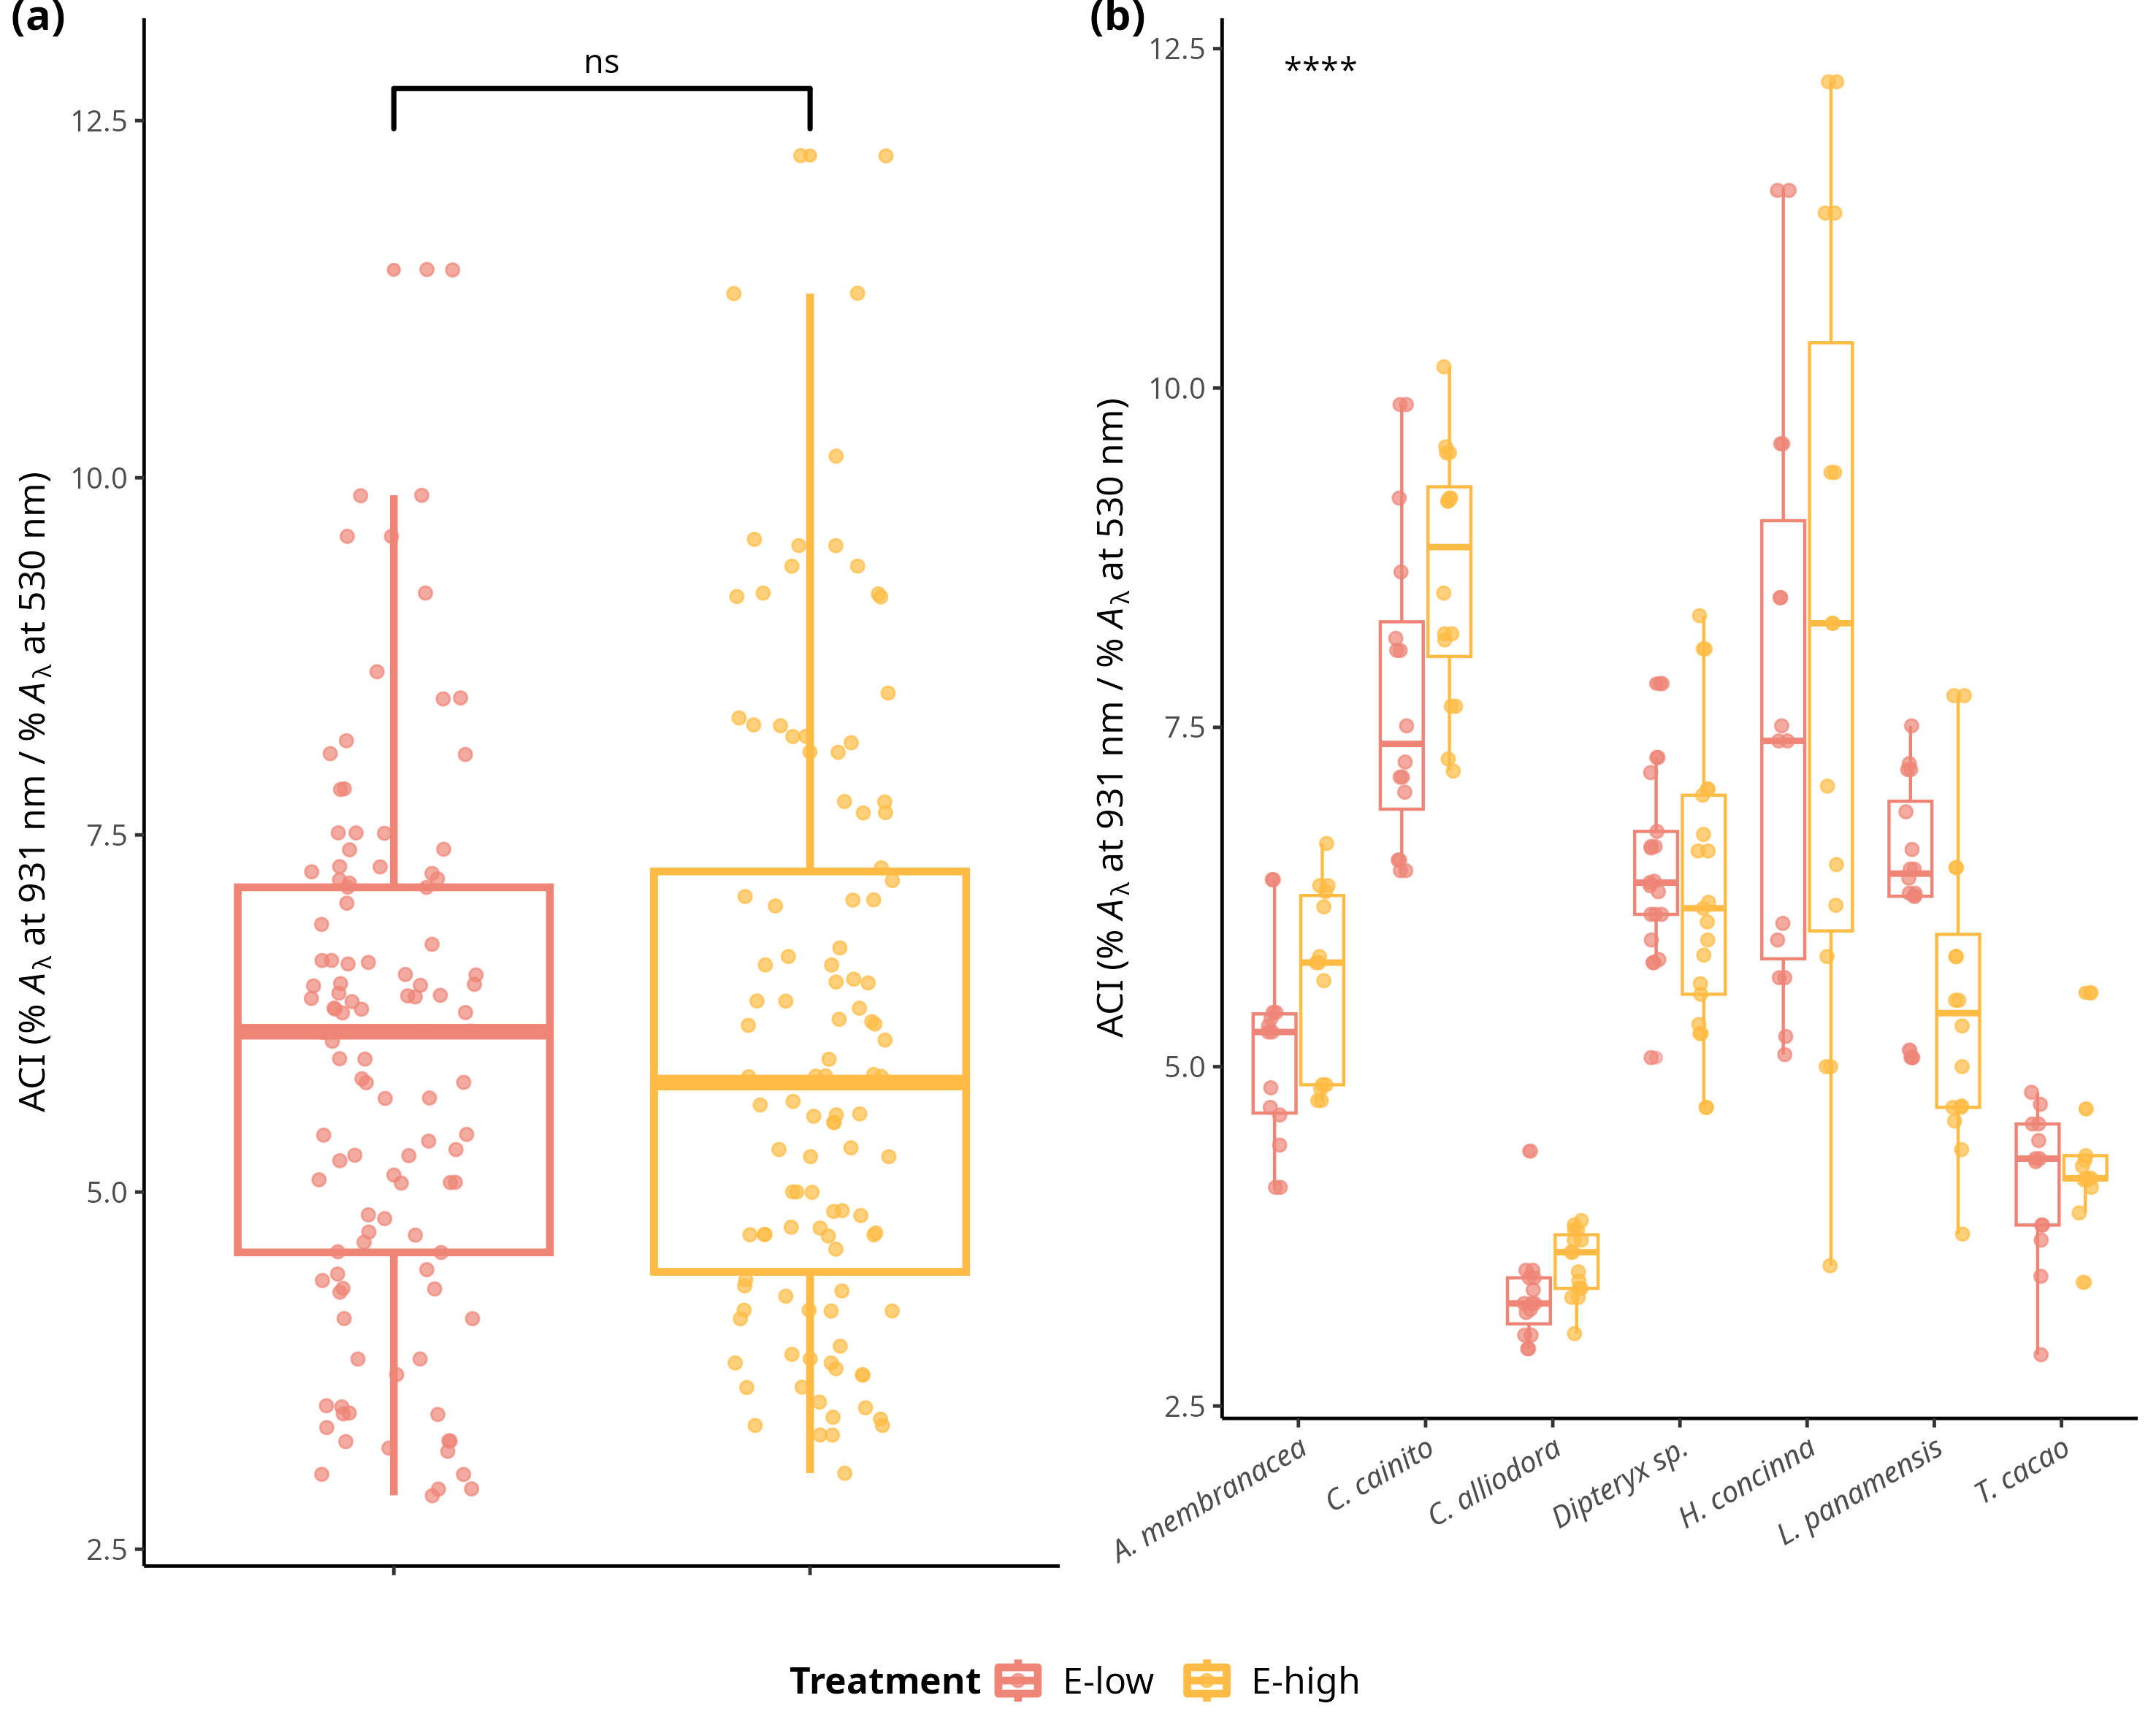 (a)
ns
12.5
10.0
7.5
5.0
2.5
ACI (% Aλ at 931 nm / % Aλ at 530 nm)
(b)
****
12.5
10.0
7.5
5.0
2.5
ACI (% Aλ at 931 nm / % Aλ at 530 nm)
A. membranacea
C. cainito
C. alliodora
Dipteryx sp.
H. concinna
L. panamensis
T. cacao
Treatment E-low E-high